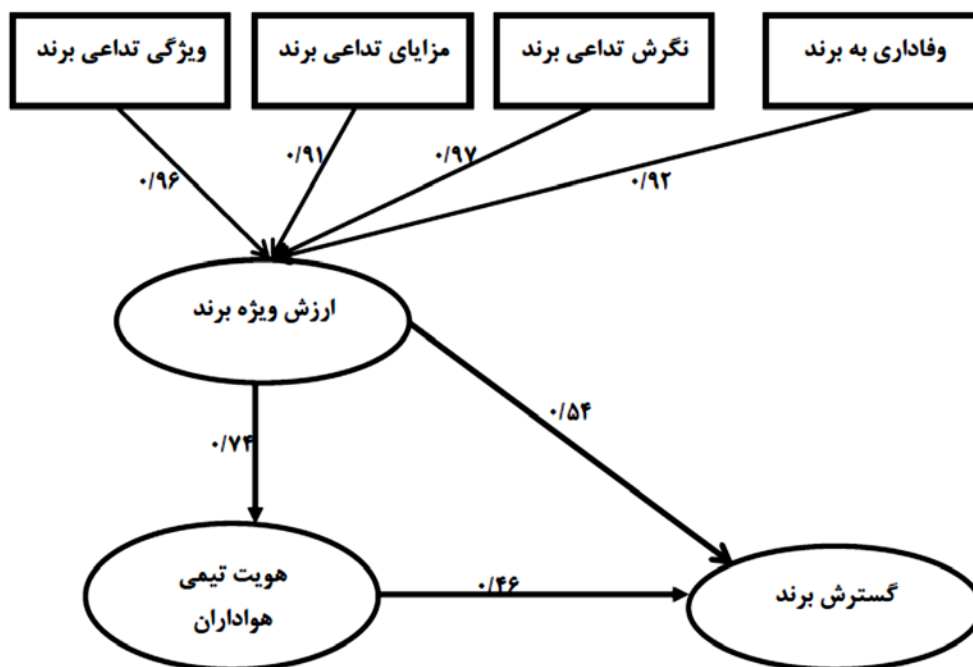 وفاداری به برند
نگرش تداعی برند
مزایای تداعی برند
ویژگی تداعی برند
۰/۹۲
۰/۹۷
۰/۹۱
۰/۹۶
ارزش ویژه برند
۰/۵۴
۰/۷۴
گسترش برند
۰/۴۶
هویت تیمی
هواداران